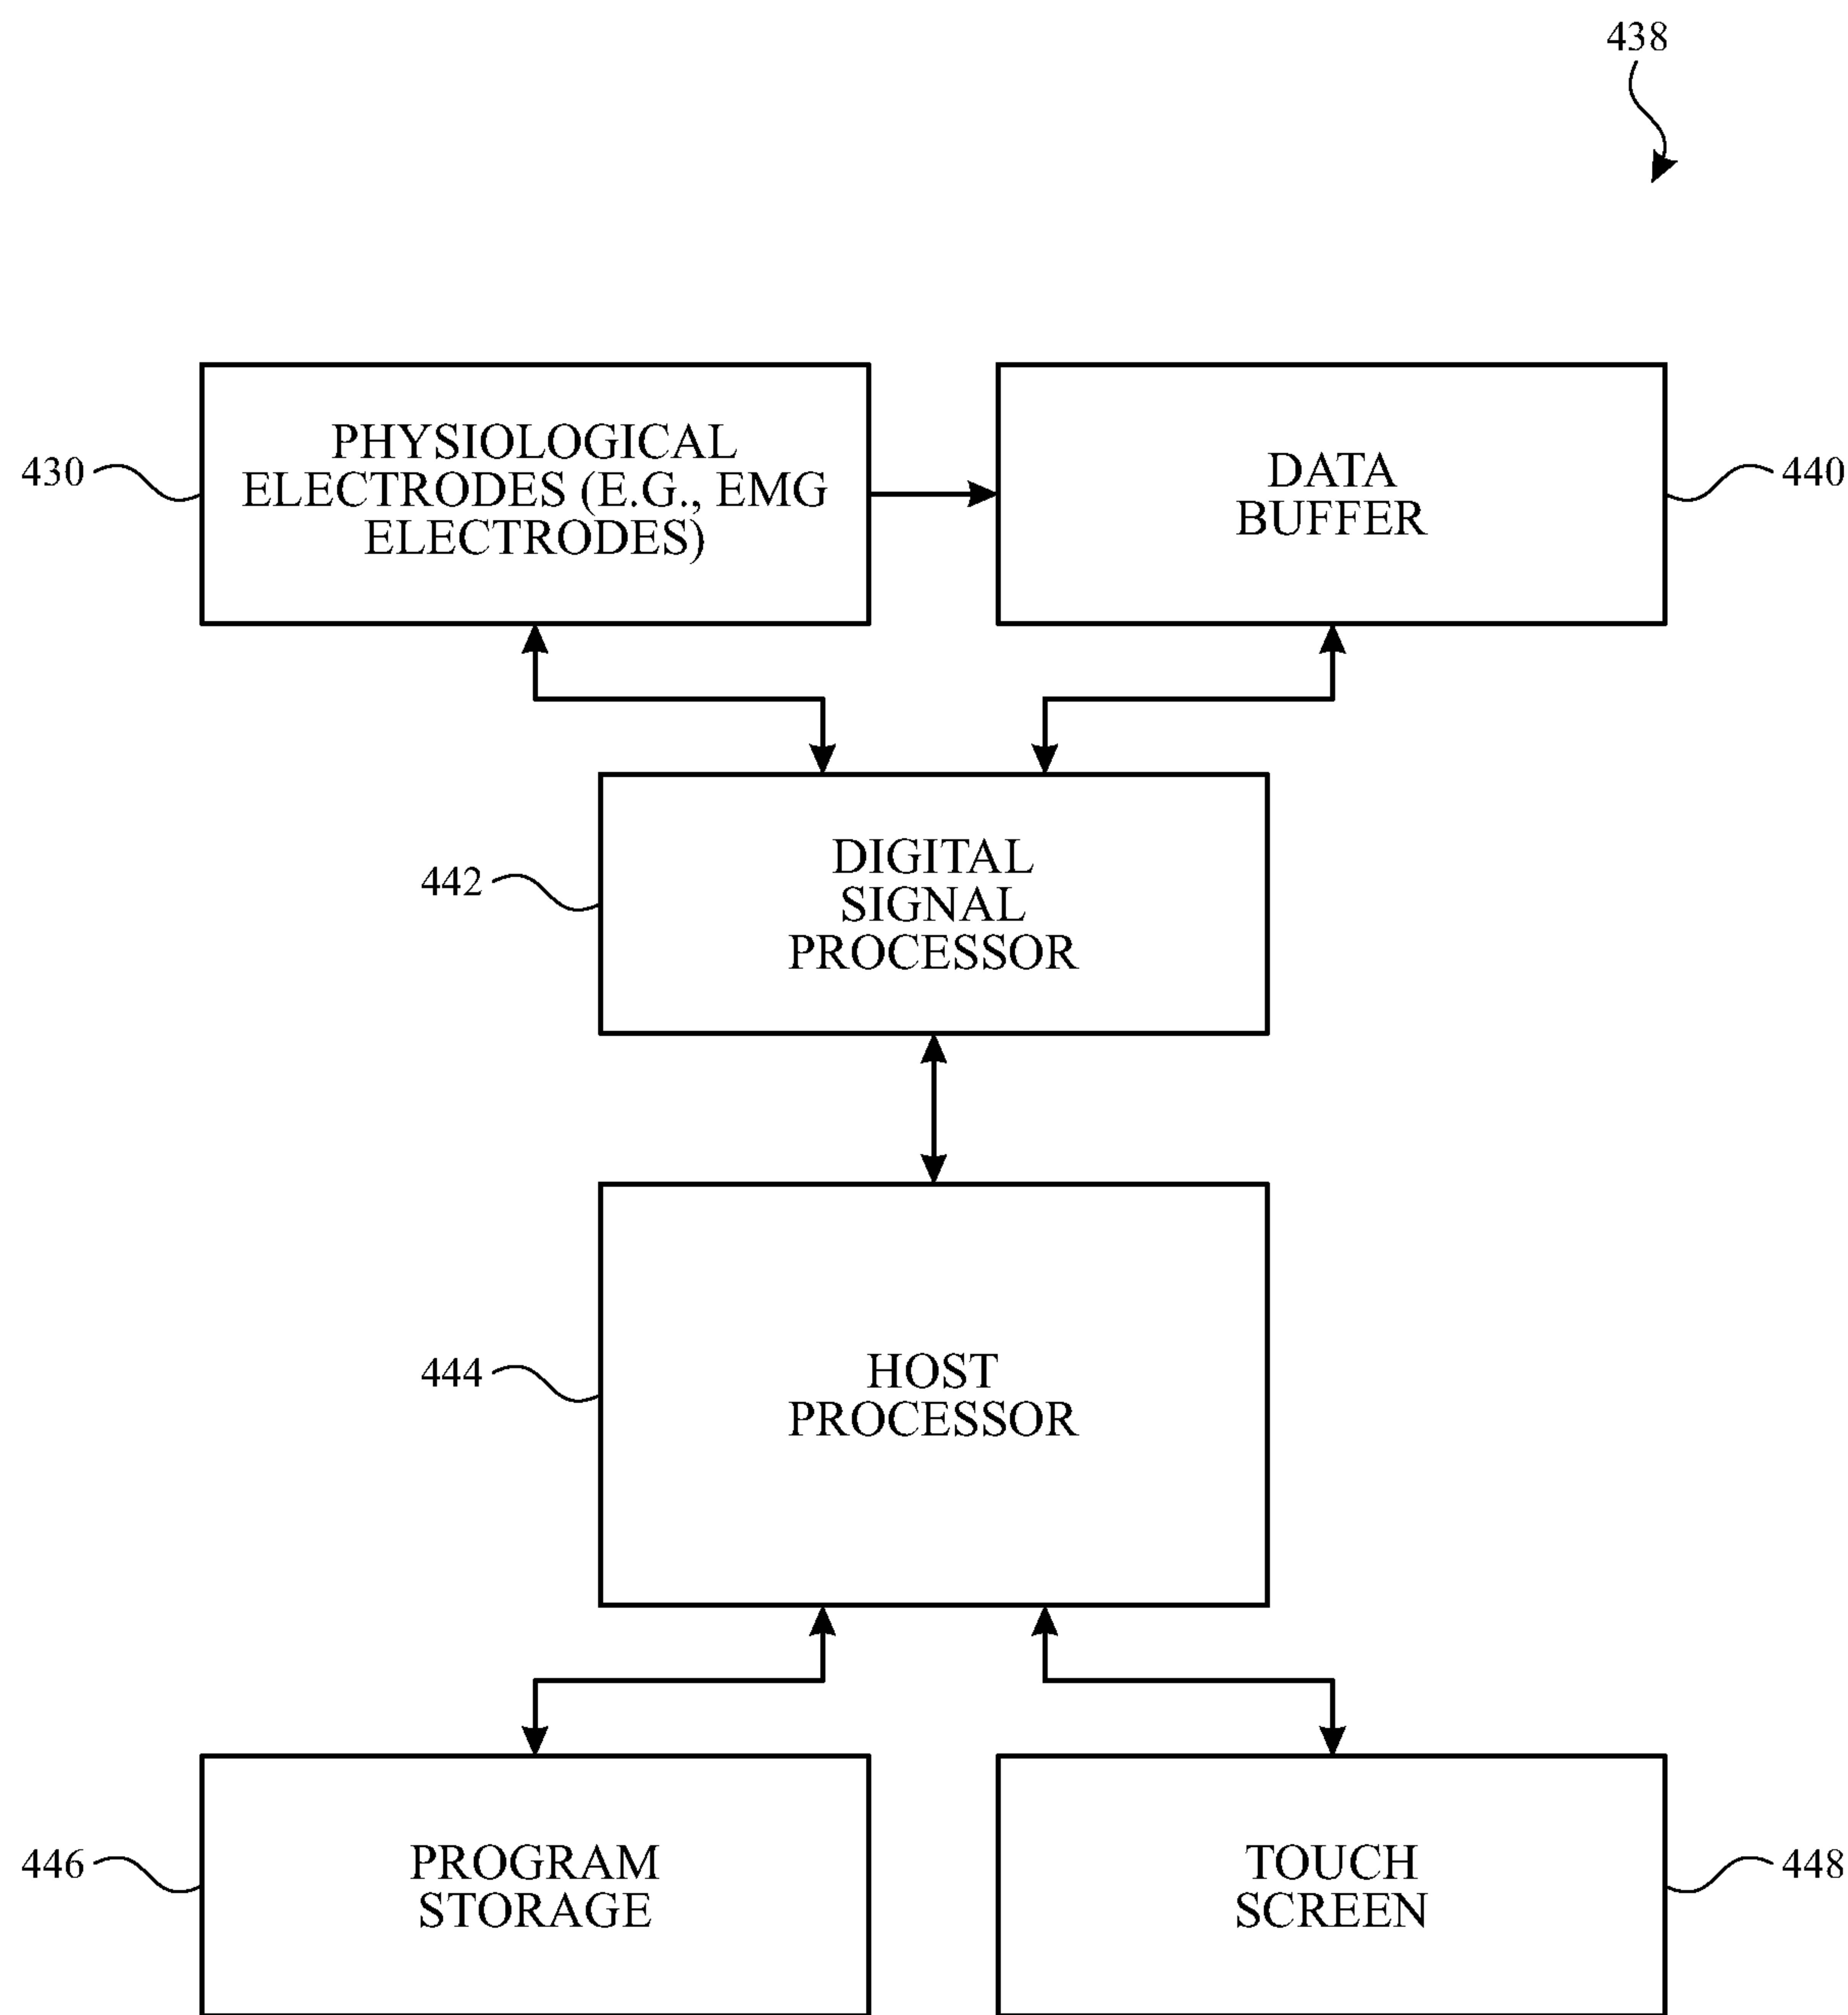 438
430
PHYSIOLOGICAL
ELECTRODES (E.G., EMG
ELECTRODES)
DATA
BUFFER
440
442
DIGITAL
SIGNAL
PROCESSOR
444
HOST
PROCESSOR
446
PROGRAM
STORAGE
TOUCH
SCREEN
448